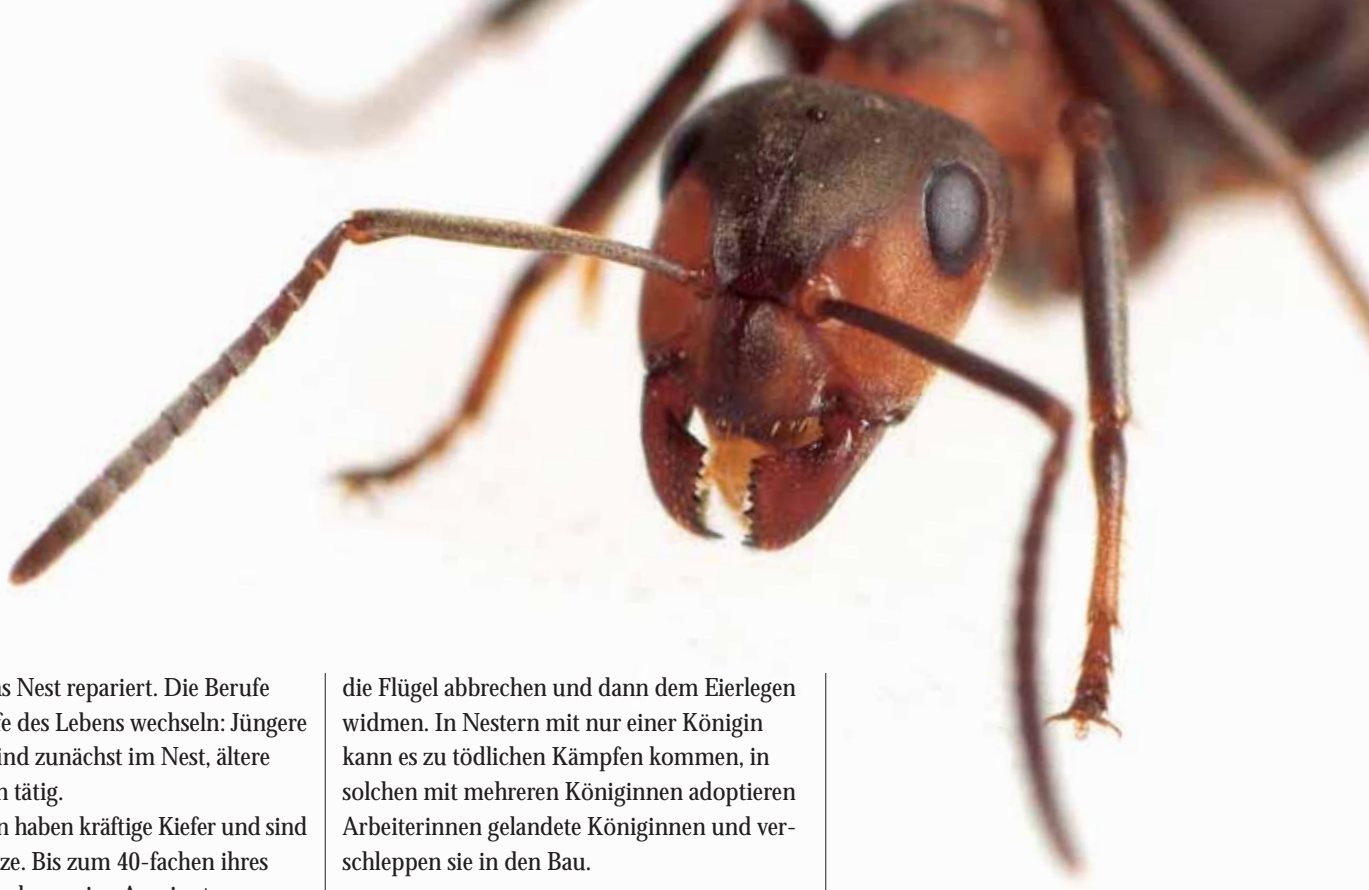 s Nest repariert. Die Berufe
e des Lebens wechseln: Jüngere
ind zunächst im Nest, ältere
n tätig.
n haben kräftige Kiefer und sind
ze. Bis zum 40-fachen ihres
die Flügel abbrechen und dann dem Eierlegen
widmen. In Nestern mit nur einer Königin
kann es zu tödlichen Kämpfen kommen, in
solchen mit mehreren Königinnen adoptieren
Arbeiterinnen gelandete Königinnen und ver-
schleppen sie in den Bau.